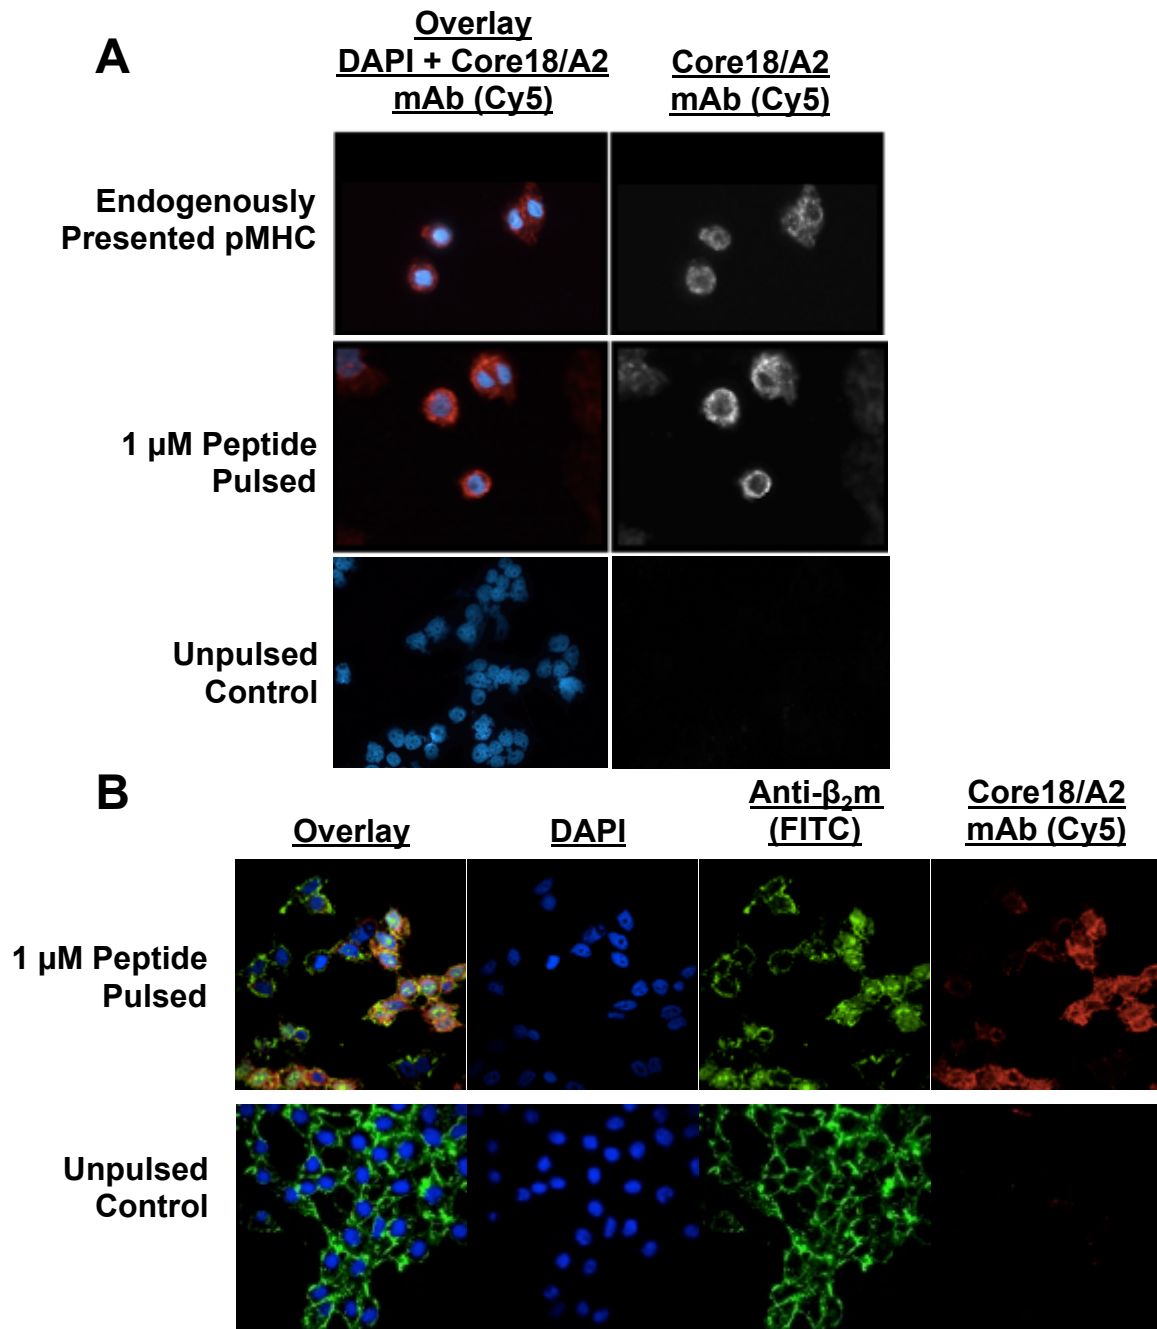 A
Overlay
DAPI + Core18/A2
mAb (Cy5)
Core18/A2
mAb (Cy5)
Endogenously
Presented pMHC
1 µM Peptide
Pulsed
Unpulsed
Control
B
Overlay
DAPI
Anti-β₂m
(FITC)
Core18/A2
mAb (Cy5)
1 µM Peptide
Pulsed
Unpulsed
Control